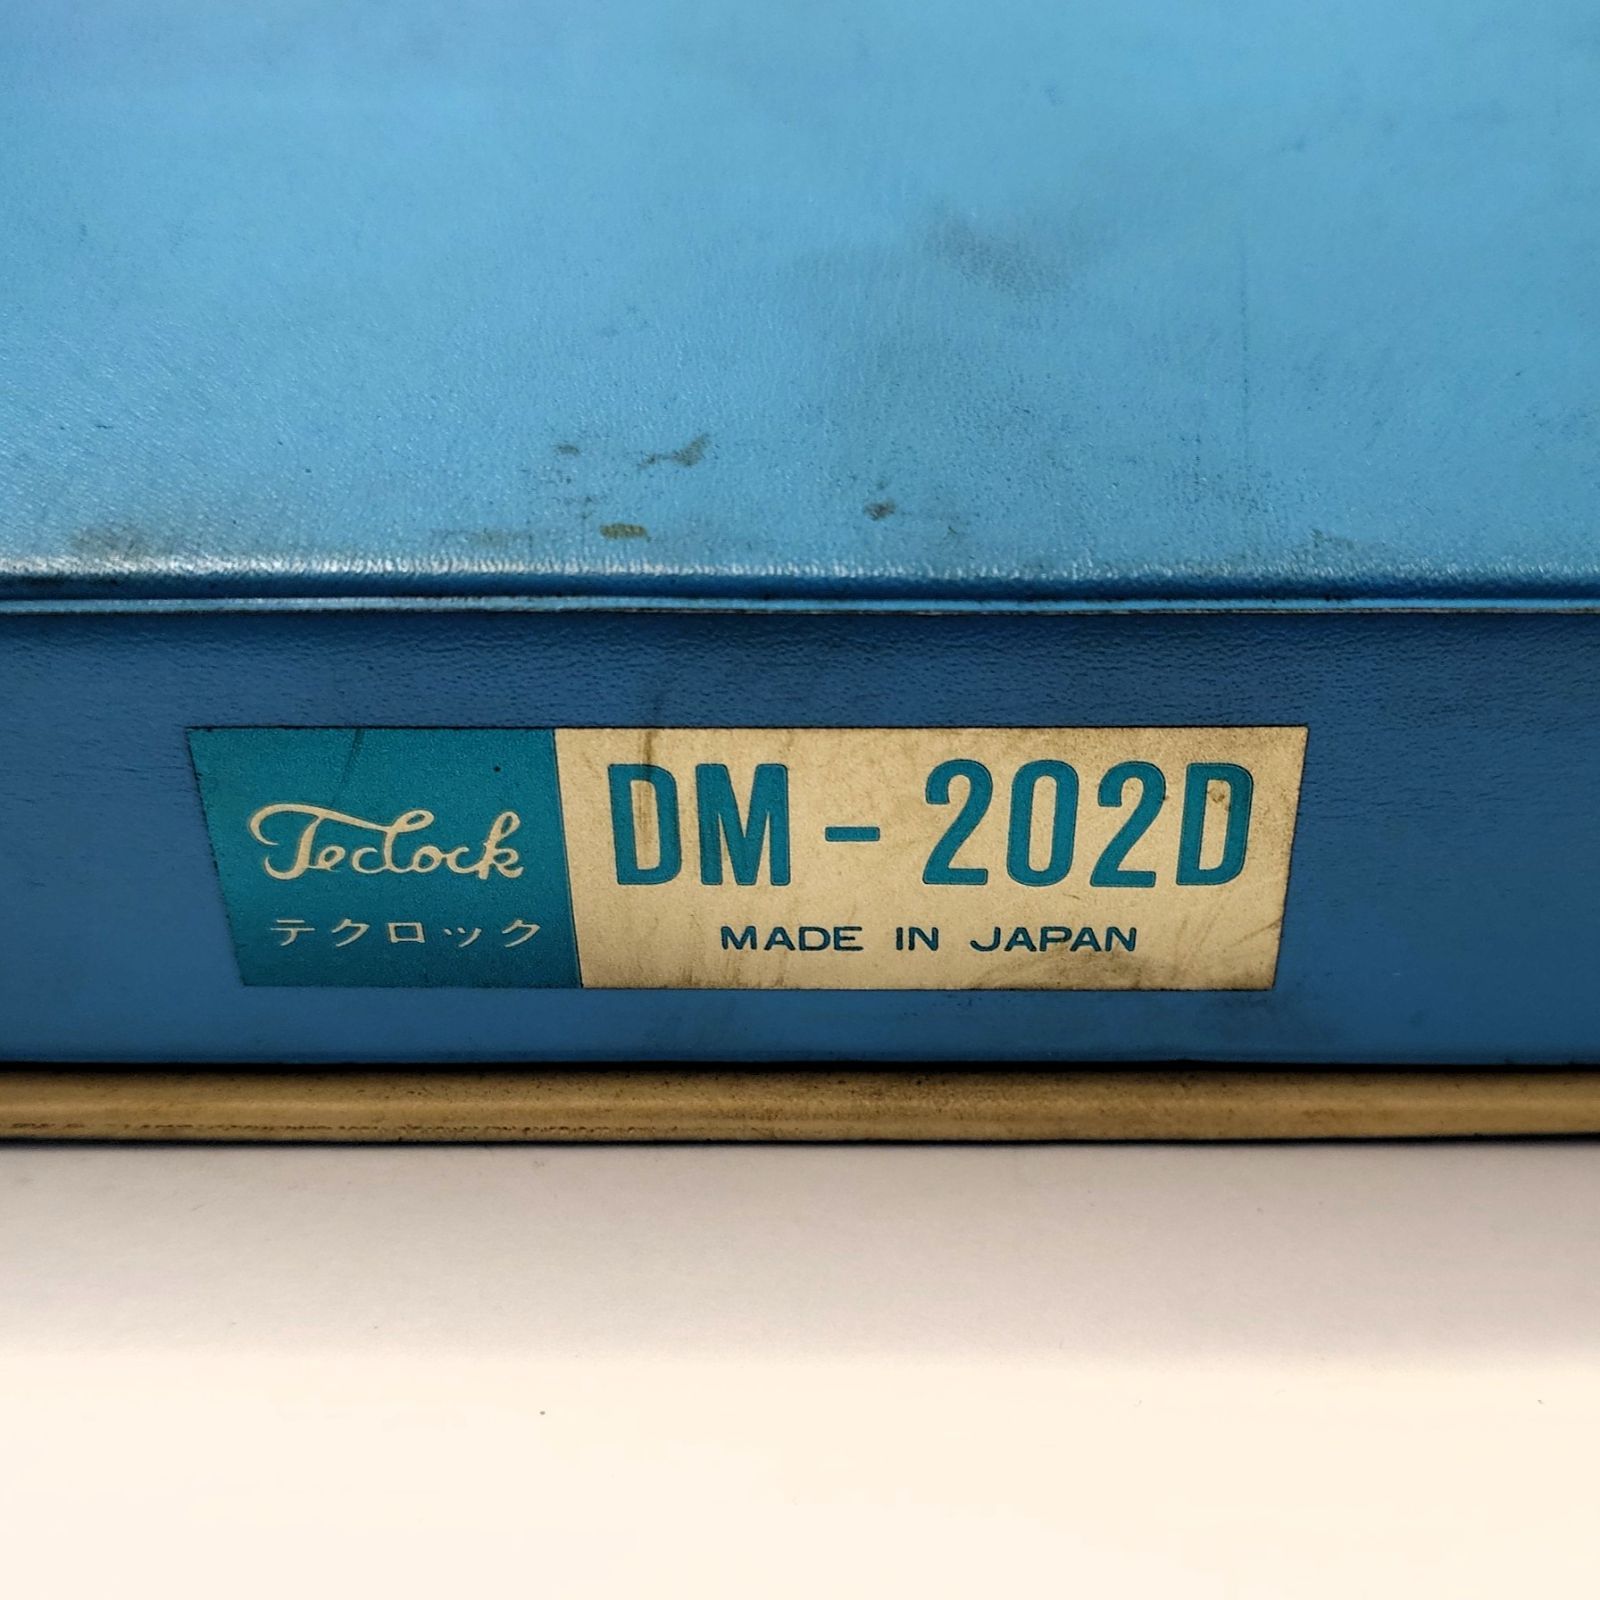 Teclock
テクロック
DM-202D
MADE IN JAPAN